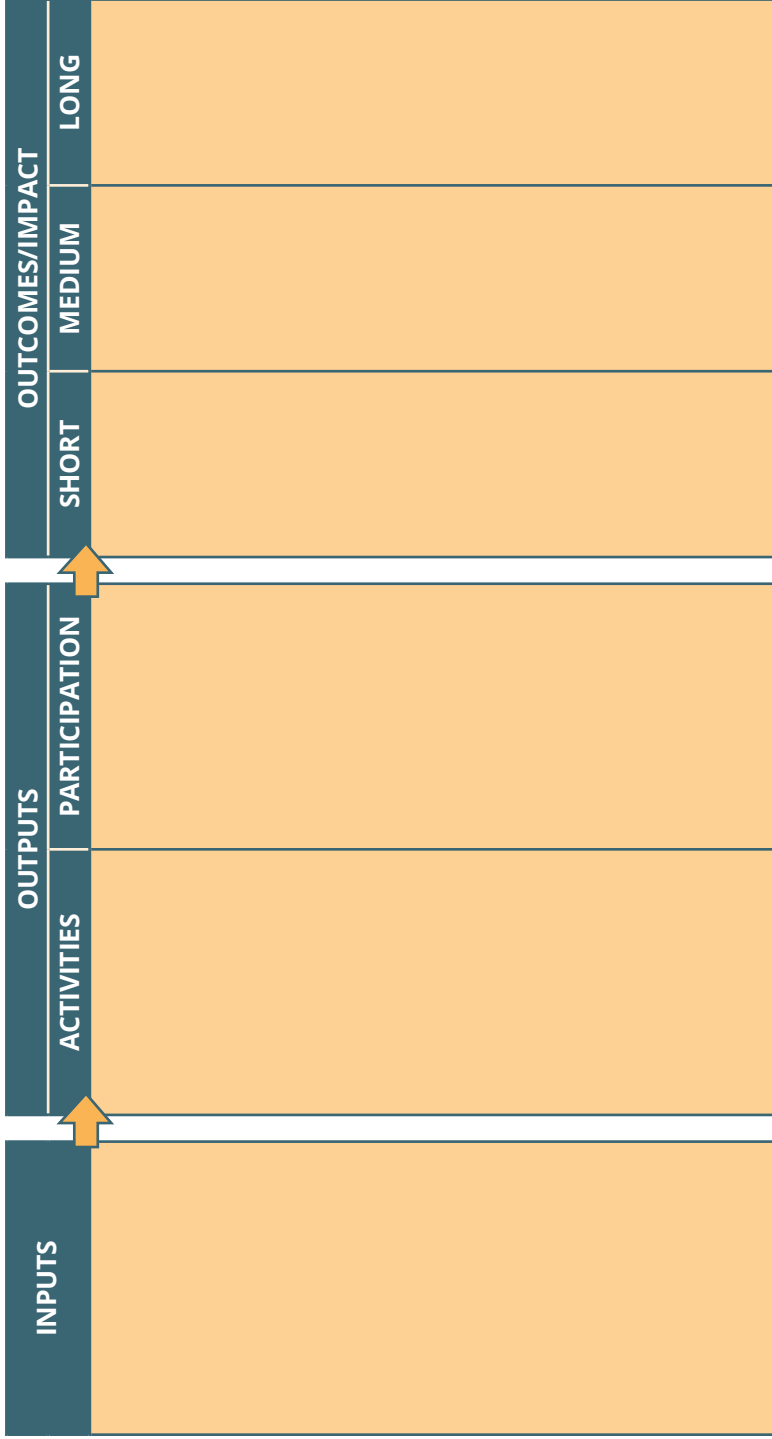 INPUTS
OUTPUTS
ACTIVITIES
PARTICIPATION
OUTCOMES/IMPACT
SHORT
MEDIUM
LONG